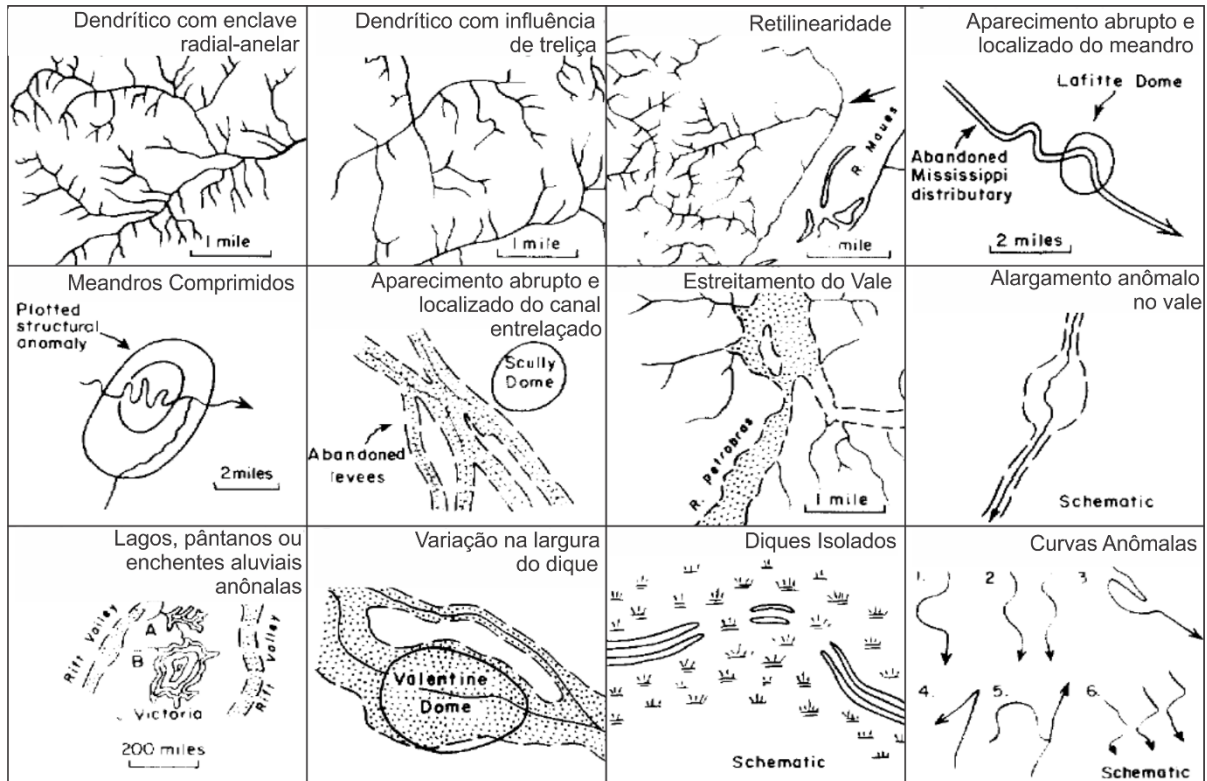 Dendrítico com enclave
radial-anelar
1 mile
Dendrítico com influência
de treliça
1 mile
Retilinearidade
R. Maues
mile
Aparecimento abrupto e
localizado do meandro
Lafitte Dome
Abandoned
Mississippi
distributary
2 miles
Meandros Comprimidos
Plotted
structural
anomaly
2miles
Aparecimento abrupto e
localizado do canal
entrelaçado
Scully
Dome
Abandoned
levees
Estreitamento do Vale
R. Petrobras
1 mile
Alargamento anômalo
no vale
Schematic
Lagos, pântanos ou
enchentes aluviais
anônalas
Rift Valley
A
B
Victoria
Rift Valley
200 miles
Variação na largura
do dique
Valentine
Dome
Diques Isolados
Schematic
Curvas Anômalas
1. 2 3
4. 5. 6.
Schematic